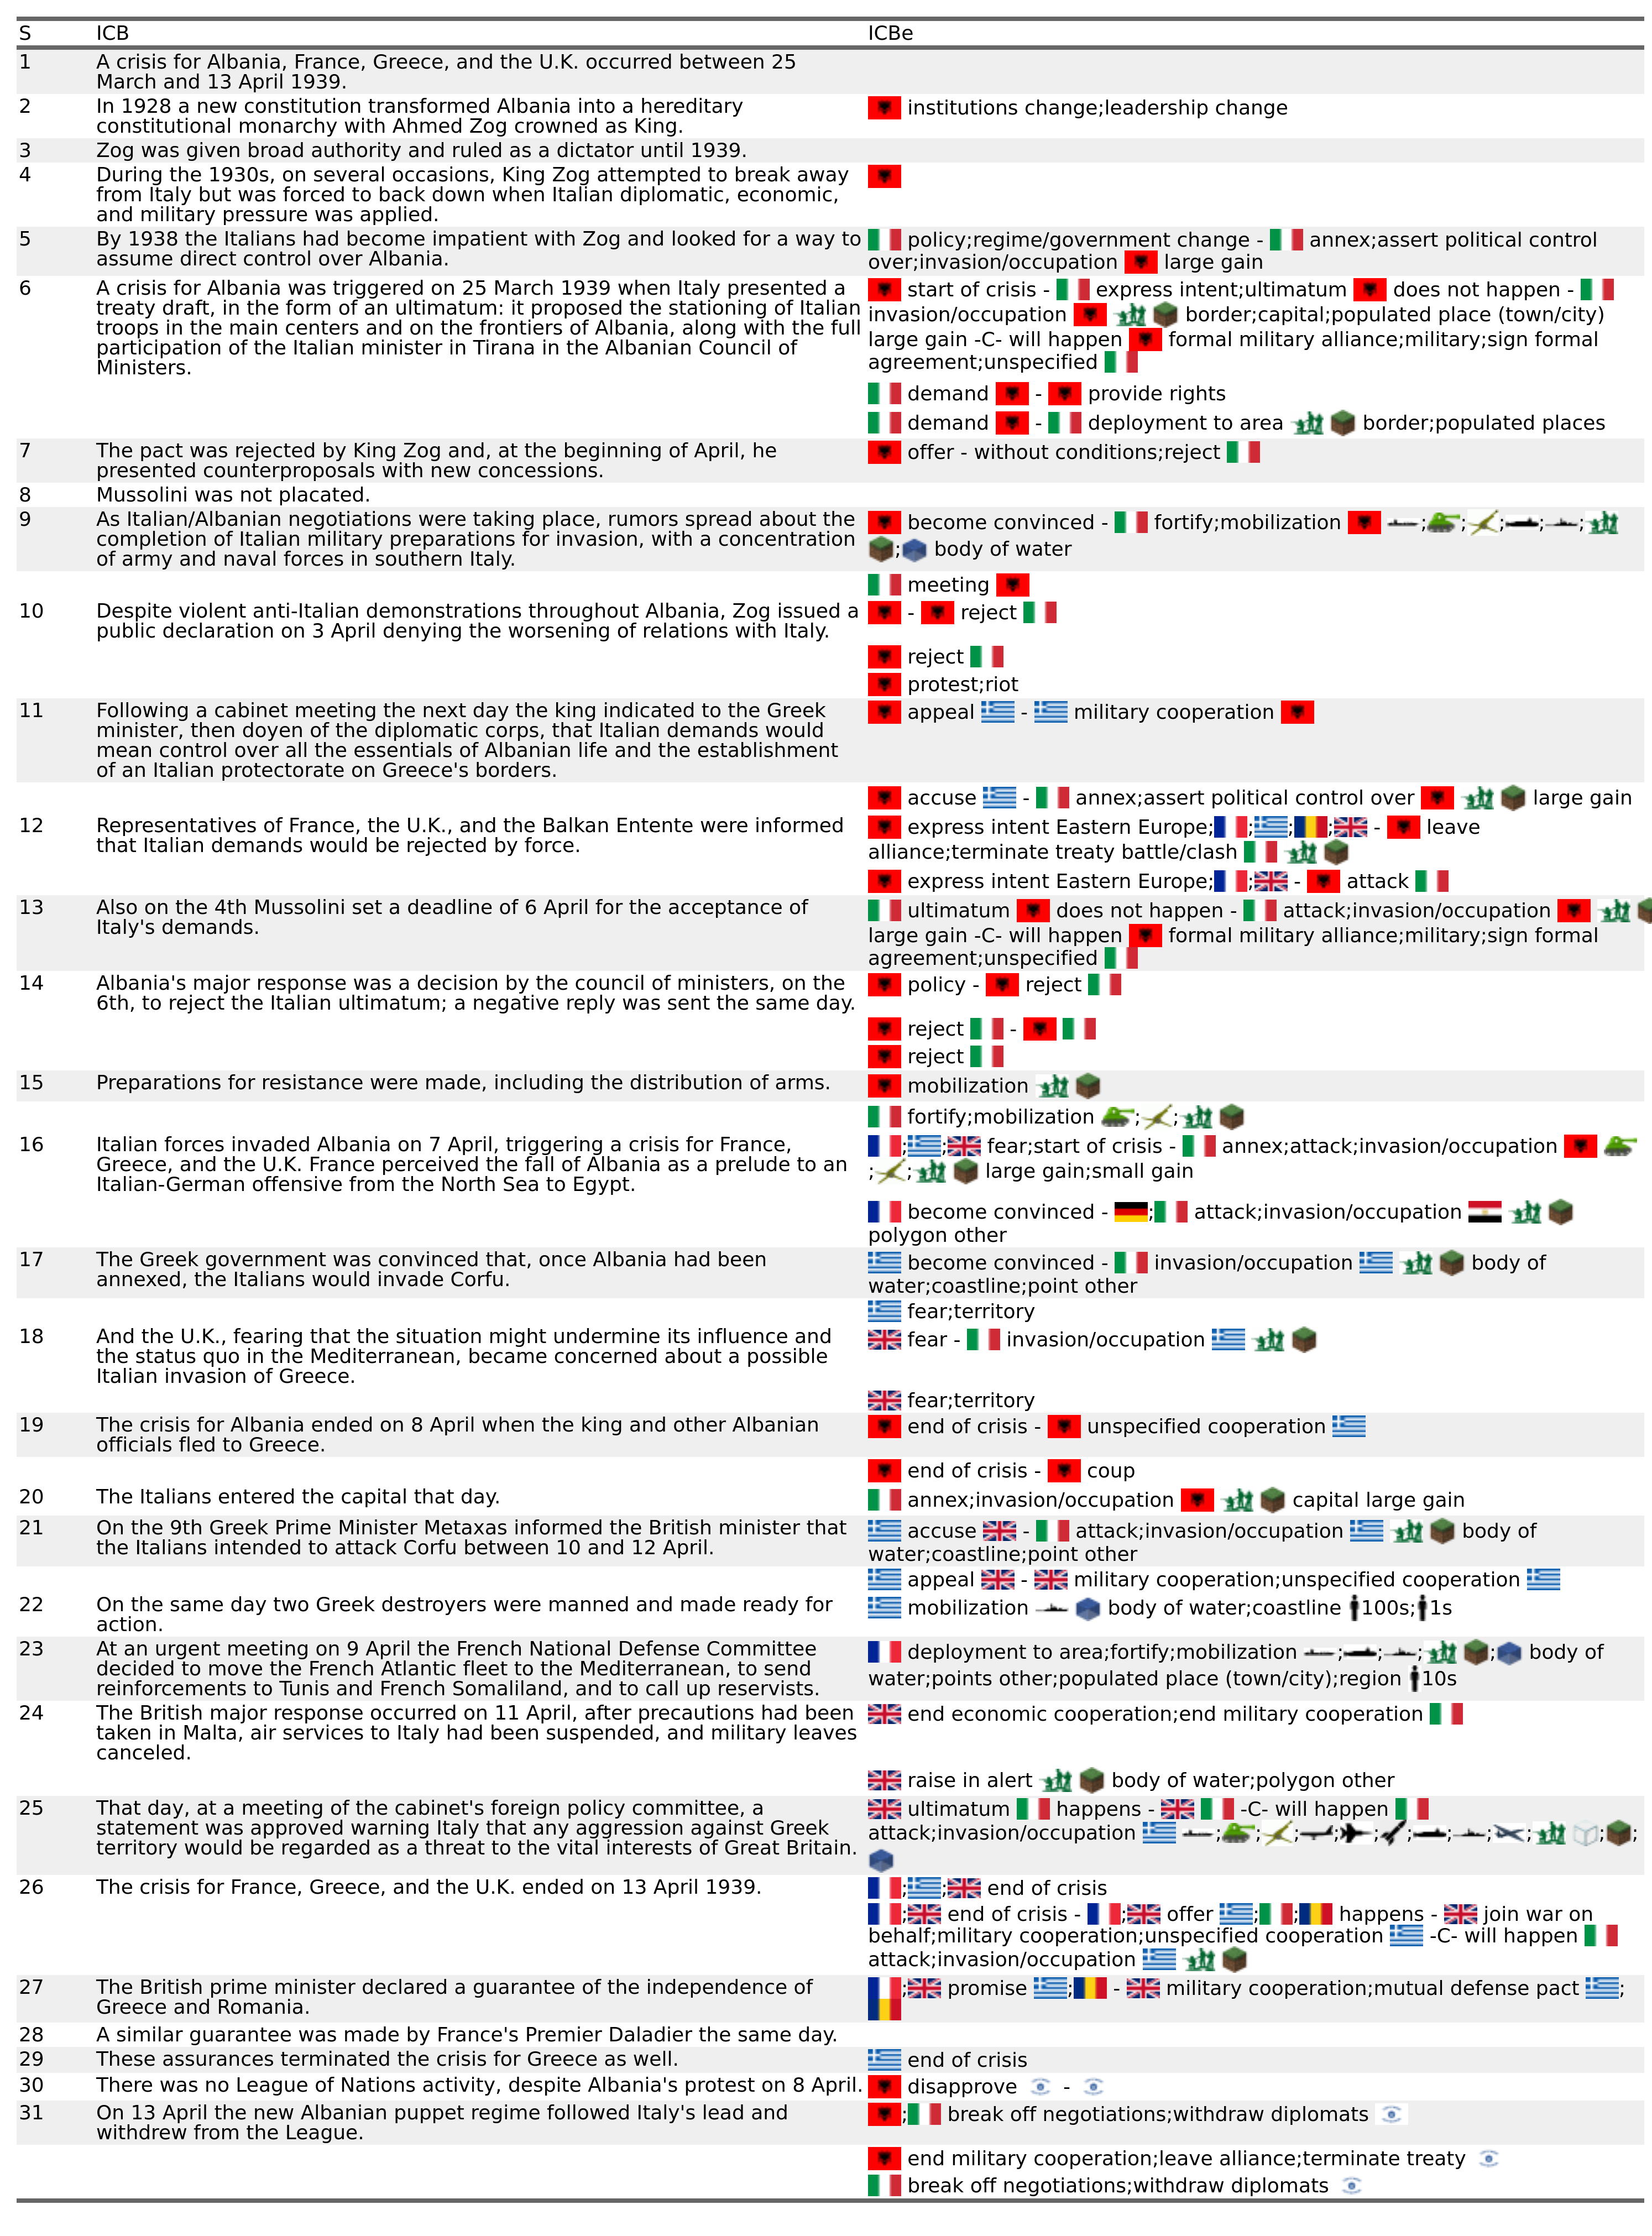 S ICB ICBe
1 A crisis for Albania, France, Greece, and the U.K. occurred between 25
March and 13 April 1939.
2 In 1928 a new constitution transformed Albania into a hereditary
constitutional monarchy with Ahmed Zog crowned as King.
institutions change;leadership change
3 Zog was given broad authority and ruled as a dictator until 1939.
4 During the 1930s, on several occasions, King Zog attempted to break away
from Italy but was forced to back down when Italian diplomatic, economic,
and military pressure was applied.
5 By 1938 the Italians had become impatient with Zog and looked for a way to
assume direct control over Albania.
policy;regime/government change - annex;assert political control
over;invasion/occupation large gain
6 A crisis for Albania was triggered on 25 March 1939 when Italy presented a
treaty draft, in the form of an ultimatum: it proposed the stationing of Italian
troops in the main centers and on the frontiers of Albania, along with the full
participation of the Italian minister in Tirana in the Albanian Council of
Ministers.
start of crisis - express intent;ultimatum does not happen -
invasion/occupation border;capital;populated place (town/city)
large gain -C- will happen formal military alliance;military;sign formal
agreement;unspecified
demand - provide rights
demand - deployment to area border;populated places
7 The pact was rejected by King Zog and, at the beginning of April, he
presented counterproposals with new concessions.
offer - without conditions;reject
8 Mussolini was not placated.
9 As Italian/Albanian negotiations were taking place, rumors spread about the
completion of Italian military preparations for invasion, with a concentration
of army and naval forces in southern Italy.
become convinced - fortify;mobilization ;;;;;
; body of water
meeting
10 Despite violent anti-Italian demonstrations throughout Albania, Zog issued a
public declaration on 3 April denying the worsening of relations with Italy.
- reject
reject
protest;riot
11 Following a cabinet meeting the next day the king indicated to the Greek
minister, then doyen of the diplomatic corps, that Italian demands would
mean control over all the essentials of Albanian life and the establishment
of an Italian protectorate on Greece's borders.
appeal - military cooperation
accuse - annex;assert political control over large gain
12 Representatives of France, the U.K., and the Balkan Entente were informed
that Italian demands would be rejected by force.
express intent Eastern Europe;;;; - leave
alliance;terminate treaty battle/clash
express intent Eastern Europe;; - attack
13 Also on the 4th Mussolini set a deadline of 6 April for the acceptance of
Italy's demands.
ultimatum does not happen - attack;invasion/occupation
large gain -C- will happen formal military alliance;military;sign formal
agreement;unspecified
14 Albania's major response was a decision by the council of ministers, on the
6th, to reject the Italian ultimatum; a negative reply was sent the same day.
policy - reject
reject -
reject
15 Preparations for resistance were made, including the distribution of arms.
mobilization
fortify;mobilization ;;
16 Italian forces invaded Albania on 7 April, triggering a crisis for France,
Greece, and the U.K. France perceived the fall of Albania as a prelude to an
Italian-German offensive from the North Sea to Egypt.
;; fear;start of crisis - annex;attack;invasion/occupation
;; large gain;small gain
become convinced - ; attack;invasion/occupation
polygon other
17 The Greek government was convinced that, once Albania had been
annexed, the Italians would invade Corfu.
become convinced - invasion/occupation body of
water;coastline;point other
fear;territory
18 And the U.K., fearing that the situation might undermine its influence and
the status quo in the Mediterranean, became concerned about a possible
Italian invasion of Greece.
fear - invasion/occupation
fear;territory
19 The crisis for Albania ended on 8 April when the king and other Albanian
officials fled to Greece.
end of crisis - unspecified cooperation
end of crisis - coup
20 The Italians entered the capital that day.
annex;invasion/occupation capital large gain
21 On the 9th Greek Prime Minister Metaxas informed the British minister that
the Italians intended to attack Corfu between 10 and 12 April.
accuse - attack;invasion/occupation body of
water;coastline;point other
appeal - military cooperation;unspecified cooperation
22 On the same day two Greek destroyers were manned and made ready for
action.
mobilization body of water;coastline 100s;1s
23 At an urgent meeting on 9 April the French National Defense Committee
decided to move the French Atlantic fleet to the Mediterranean, to send
reinforcements to Tunis and French Somaliland, and to call up reservists.
deployment to area;fortify;mobilization ;;; ; body of
water;points other;populated place (town/city);region 10s
24 The British major response occurred on 11 April, after precautions had been
taken in Malta, air services to Italy had been suspended, and military leaves
canceled.
end economic cooperation;end military cooperation
raise in alert body of water;polygon other
25 That day, at a meeting of the cabinet's foreign policy committee, a
statement was approved warning Italy that any aggression against Greek
territory would be regarded as a threat to the vital interests of Great Britain.
ultimatum happens - -C- will happen
attack;invasion/occupation ;;;;;;;;; ;;
26 The crisis for France, Greece, and the U.K. ended on 13 April 1939.
;; end of crisis
; end of crisis - ; offer ;; happens - join war on
behalf;military cooperation;unspecified cooperation -C- will happen
attack;invasion/occupation
27 The British prime minister declared a guarantee of the independence of
Greece and Romania.
; promise ; - military cooperation;mutual defense pact ;
28 A similar guarantee was made by France's Premier Daladier the same day.
29 These assurances terminated the crisis for Greece as well.
end of crisis
30 There was no League of Nations activity, despite Albania's protest on 8 April.
disapprove -
31 On 13 April the new Albanian puppet regime followed Italy's lead and
withdrew from the League.
; break off negotiations;withdraw diplomats
end military cooperation;leave alliance;terminate treaty
break off negotiations;withdraw diplomats